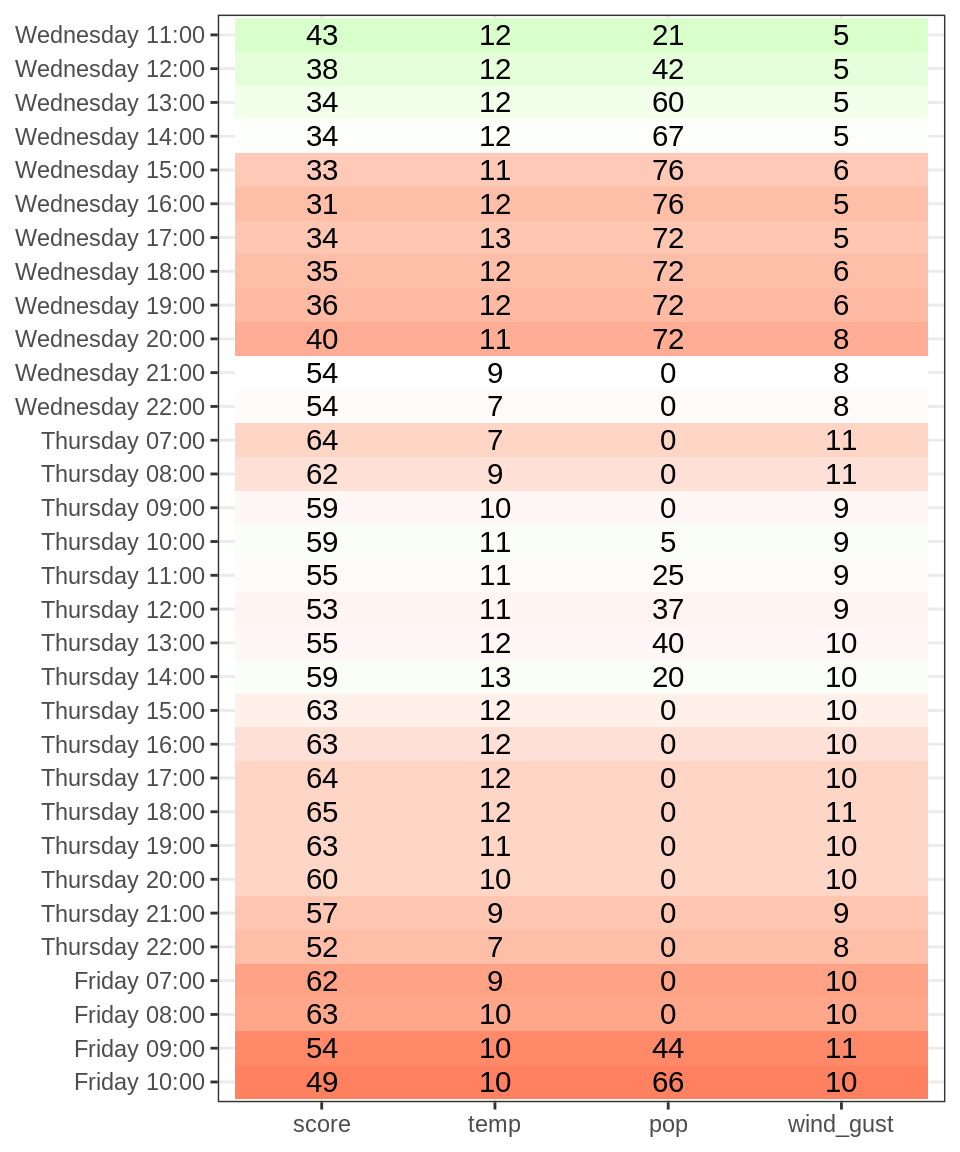 Wednesday 11:00 43 12 21 5
Wednesday 12:00 38 12 42 5
Wednesday 13:00 34 12 60 5
Wednesday 14:00 34 12 67 5
Wednesday 15:00 33 11 76 6
Wednesday 16:00 31 12 76 5
Wednesday 17:00 34 13 72 5
Wednesday 18:00 35 12 72 6
Wednesday 19:00 36 12 72 6
Wednesday 20:00 40 11 72 8
Wednesday 21:00 54 9 0 8
Wednesday 22:00 54 7 0 8
Thursday 07:00 64 7 0 11
Thursday 08:00 62 9 0 11
Thursday 09:00 59 10 0 9
Thursday 10:00 59 11 5 9
Thursday 11:00 55 11 25 9
Thursday 12:00 53 11 37 9
Thursday 13:00 55 12 40 10
Thursday 14:00 59 13 20 10
Thursday 15:00 63 12 0 10
Thursday 16:00 63 12 0 10
Thursday 17:00 64 12 0 10
Thursday 18:00 65 12 0 11
Thursday 19:00 63 11 0 10
Thursday 20:00 60 10 0 10
Thursday 21:00 57 9 0 9
Thursday 22:00 52 7 0 8
Friday 07:00 62 9 0 10
Friday 08:00 63 10 0 10
Friday 09:00 54 10 44 11
Friday 10:00 49 10 66 10
score temp pop wind_gust